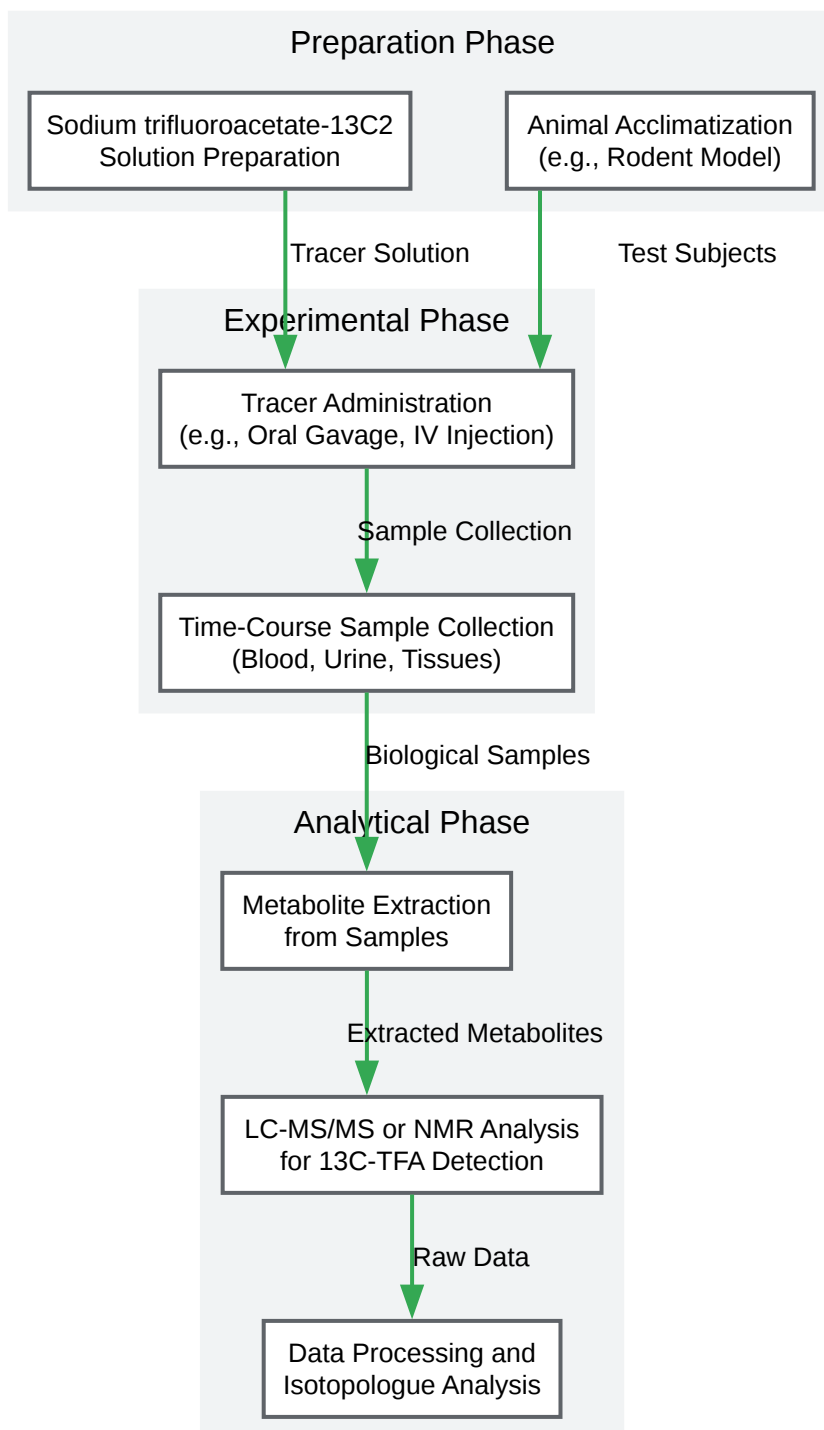 Preparation Phase
Sodium trifluoroacetate-13C2
Solution Preparation
Animal Acclimatization
(e.g., Rodent Model)
Tracer Solution
Test Subjects
Experimental Phase
Tracer Administration
(e.g., Oral Gavage, IV Injection)
Sample Collection
Time-Course Sample Collection
(Blood, Urine, Tissues)
Biological Samples
Analytical Phase
Metabolite Extraction
from Samples
Extracted Metabolites
LC-MS/MS or NMR Analysis
for 13C-TFA Detection
Raw Data
Data Processing and
Isotopologue Analysis